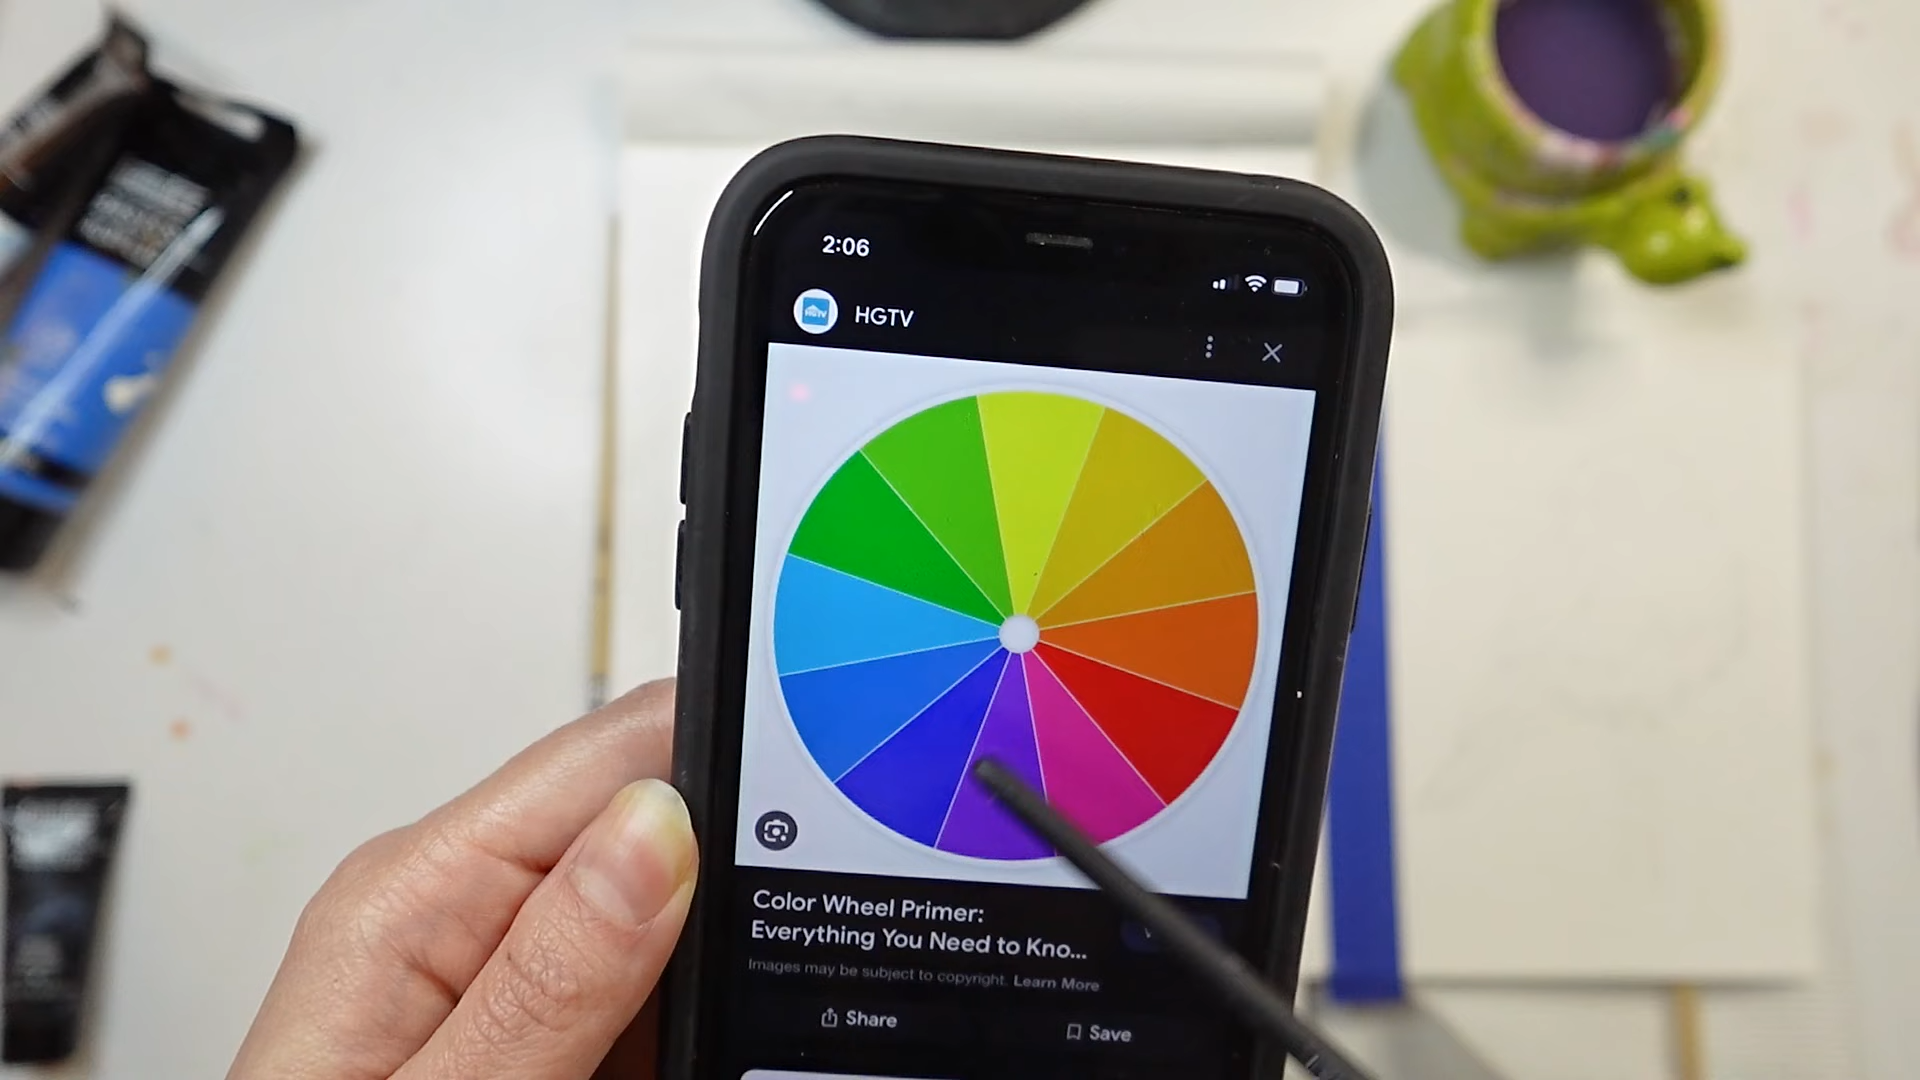 2:06
HGTV
HGTV
Color Wheel Primer:
Everything You Need to Kno...
Images may be subject to copyright. Learn More
Share
Save